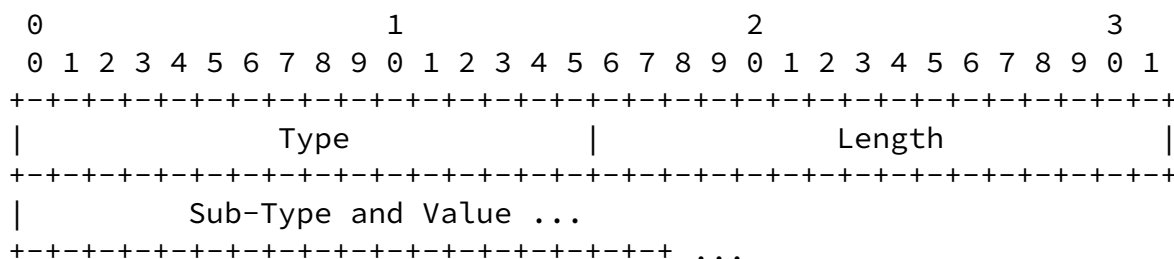 0                   1                   2                   3
 0 1 2 3 4 5 6 7 8 9 0 1 2 3 4 5 6 7 8 9 0 1 2 3 4 5 6 7 8 9 0 1
+-+-+-+-+-+-+-+-+-+-+-+-+-+-+-+-+-+-+-+-+-+-+-+-+-+-+-+-+-+-+-+-+
|              Type             |             Length            |
+-+-+-+-+-+-+-+-+-+-+-+-+-+-+-+-+-+-+-+-+-+-+-+-+-+-+-+-+-+-+-+-+
|         Sub-Type and Value ...
+-+-+-+-+-+-+-+-+-+-+-+-+-+-+-+-+-+-+ ...